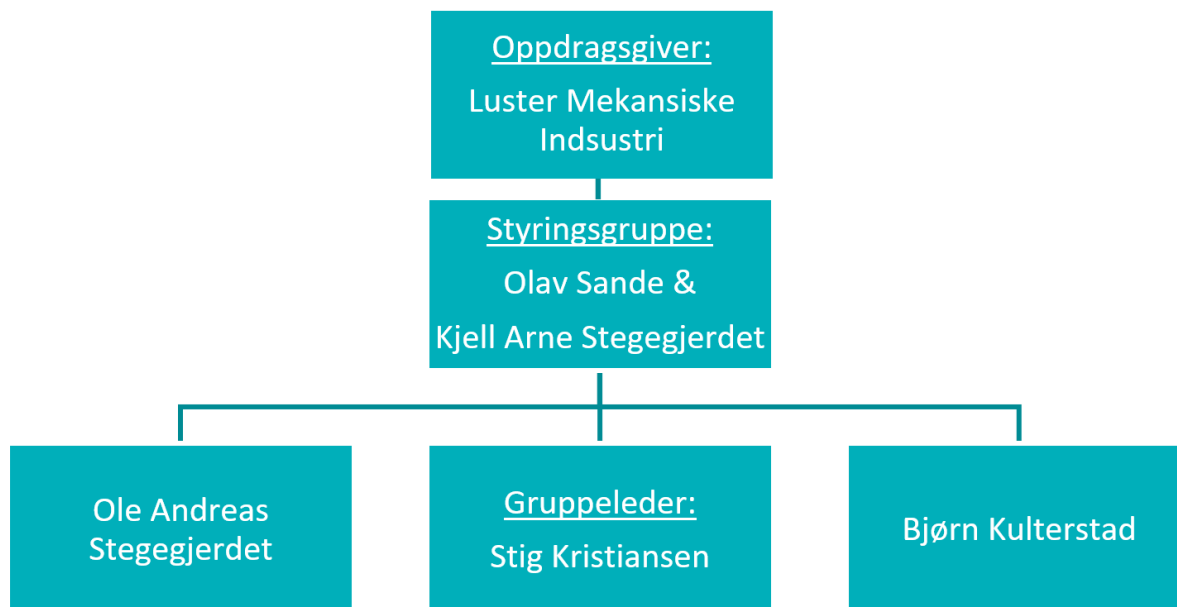 Oppdragsgiver:
Luster Mekansiske
Indsustri
Styringsgruppe:
Olav Sande &
Kjell Arne Stegegjerdet
Ole Andreas
Stegegjerdet
Gruppeleder:
Stig Kristiansen
Bjørn Kulterstad